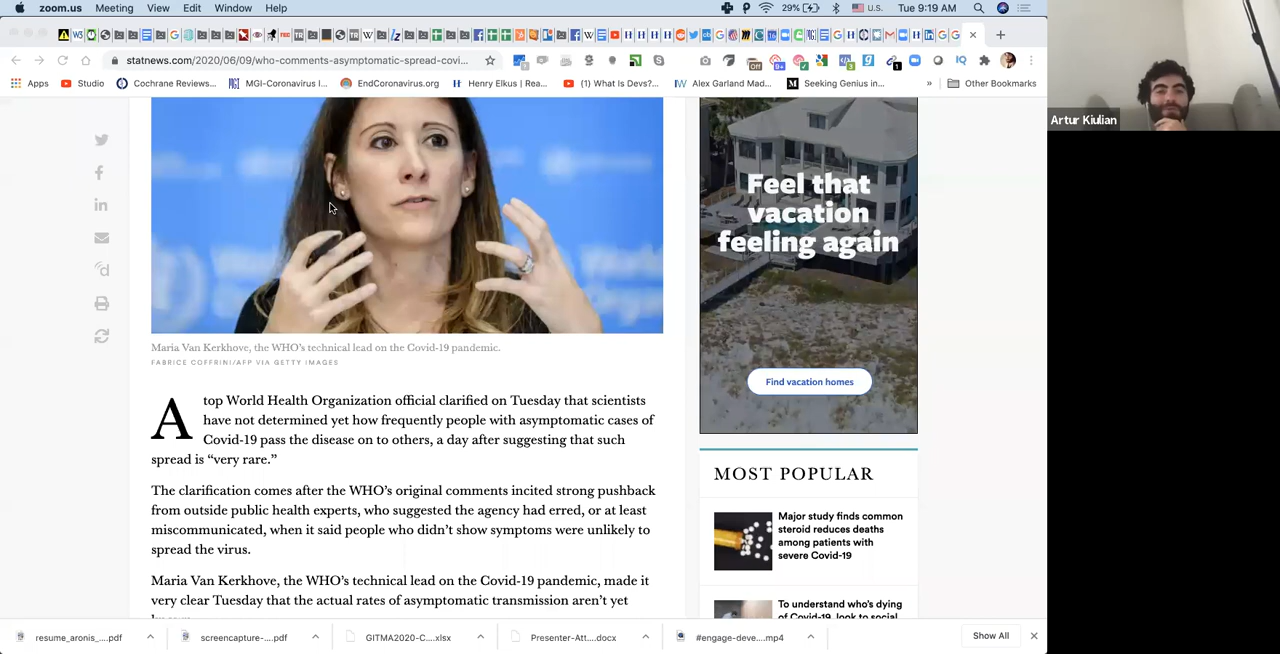 zoom.us Meeting View Edit Window Help 29% U.S. Tue 9:19 AM
statnews.com/2020/06/09/who-comments-asymptomatic-spread-covi...
Apps Studio Cochrane Reviews... MGI-Coronavirus I... EndCoronavirus.org Henry Elkus | Rea... (1) What Is Devs?... Alex Garland Mad... Seeking Genius in... » Other Bookmarks
Artur Kiulian
Maria Van Kerkhove, the WHO's technical lead on the Covid-19 pandemic.
FABRICE COFFRINI/AFP VIA GETTY IMAGES
A top World Health Organization official clarified on Tuesday that scientists
have not determined yet how frequently people with asymptomatic cases of
Covid-19 pass the disease on to others, a day after suggesting that such
spread is “very rare.”
The clarification comes after the WHO's original comments incited strong pushback
from outside public health experts, who suggested the agency had erred, or at least
miscommunicated, when it said people who didn't show symptoms were unlikely to
spread the virus.
Maria Van Kerkhove, the WHO's technical lead on the Covid-19 pandemic, made it
very clear Tuesday that the actual rates of asymptomatic transmission aren't yet
Feel that
vacation
feeling again
Find vacation homes
MOST POPULAR
Major study finds common
steroid reduces deaths
among patients with
severe Covid-19
To understand who's dying
of Covid-19, look to social
resume_aronis_....pdf screencapture-....pdf GITMA2020-C....xlsx Presenter-Att....docx #engage-deve....mp4 Show All